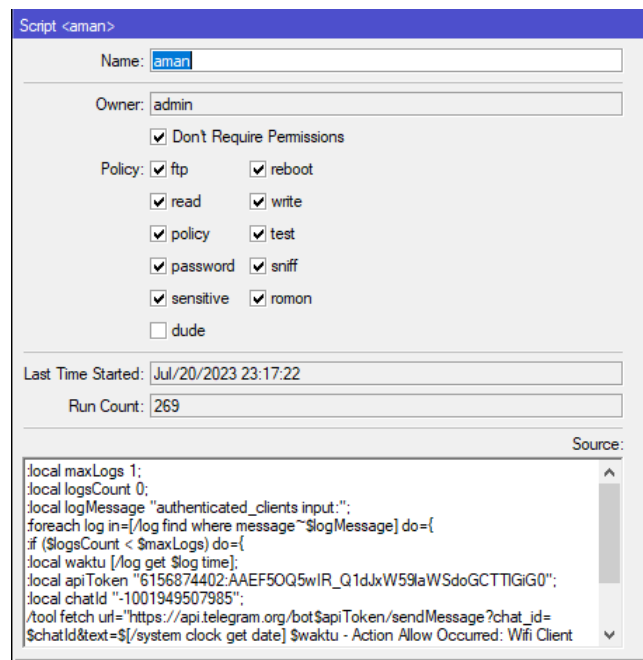 Script <aman>
Name: aman
Owner: admin
Don't Require Permissions
Policy: ftp reboot
read write
policy test
password sniff
sensitive romon
dude
Last Time Started: Jul/20/2023 23:17:22
Run Count: 269
Source:
:local maxLogs 1;
:local logsCount 0;
:local logMessage "authenticated_clients input:";
:foreach log in=[/log find where message~$logMessage] do={
:if ($logsCount < $maxLogs) do={
:local waktu [/log get $log time];
:local apiToken "6156874402:AAEF5OQ5wIR_Q1dJxW59IaWSdoGCTTIGiG0";
:local chatId "-1001949507985";
/tool fetch url="https://api.telegram.org/bot$apiToken/sendMessage?chat_id=
$chatId&text=$[/system clock get date] $waktu - Action Allow Occurred: Wifi Client